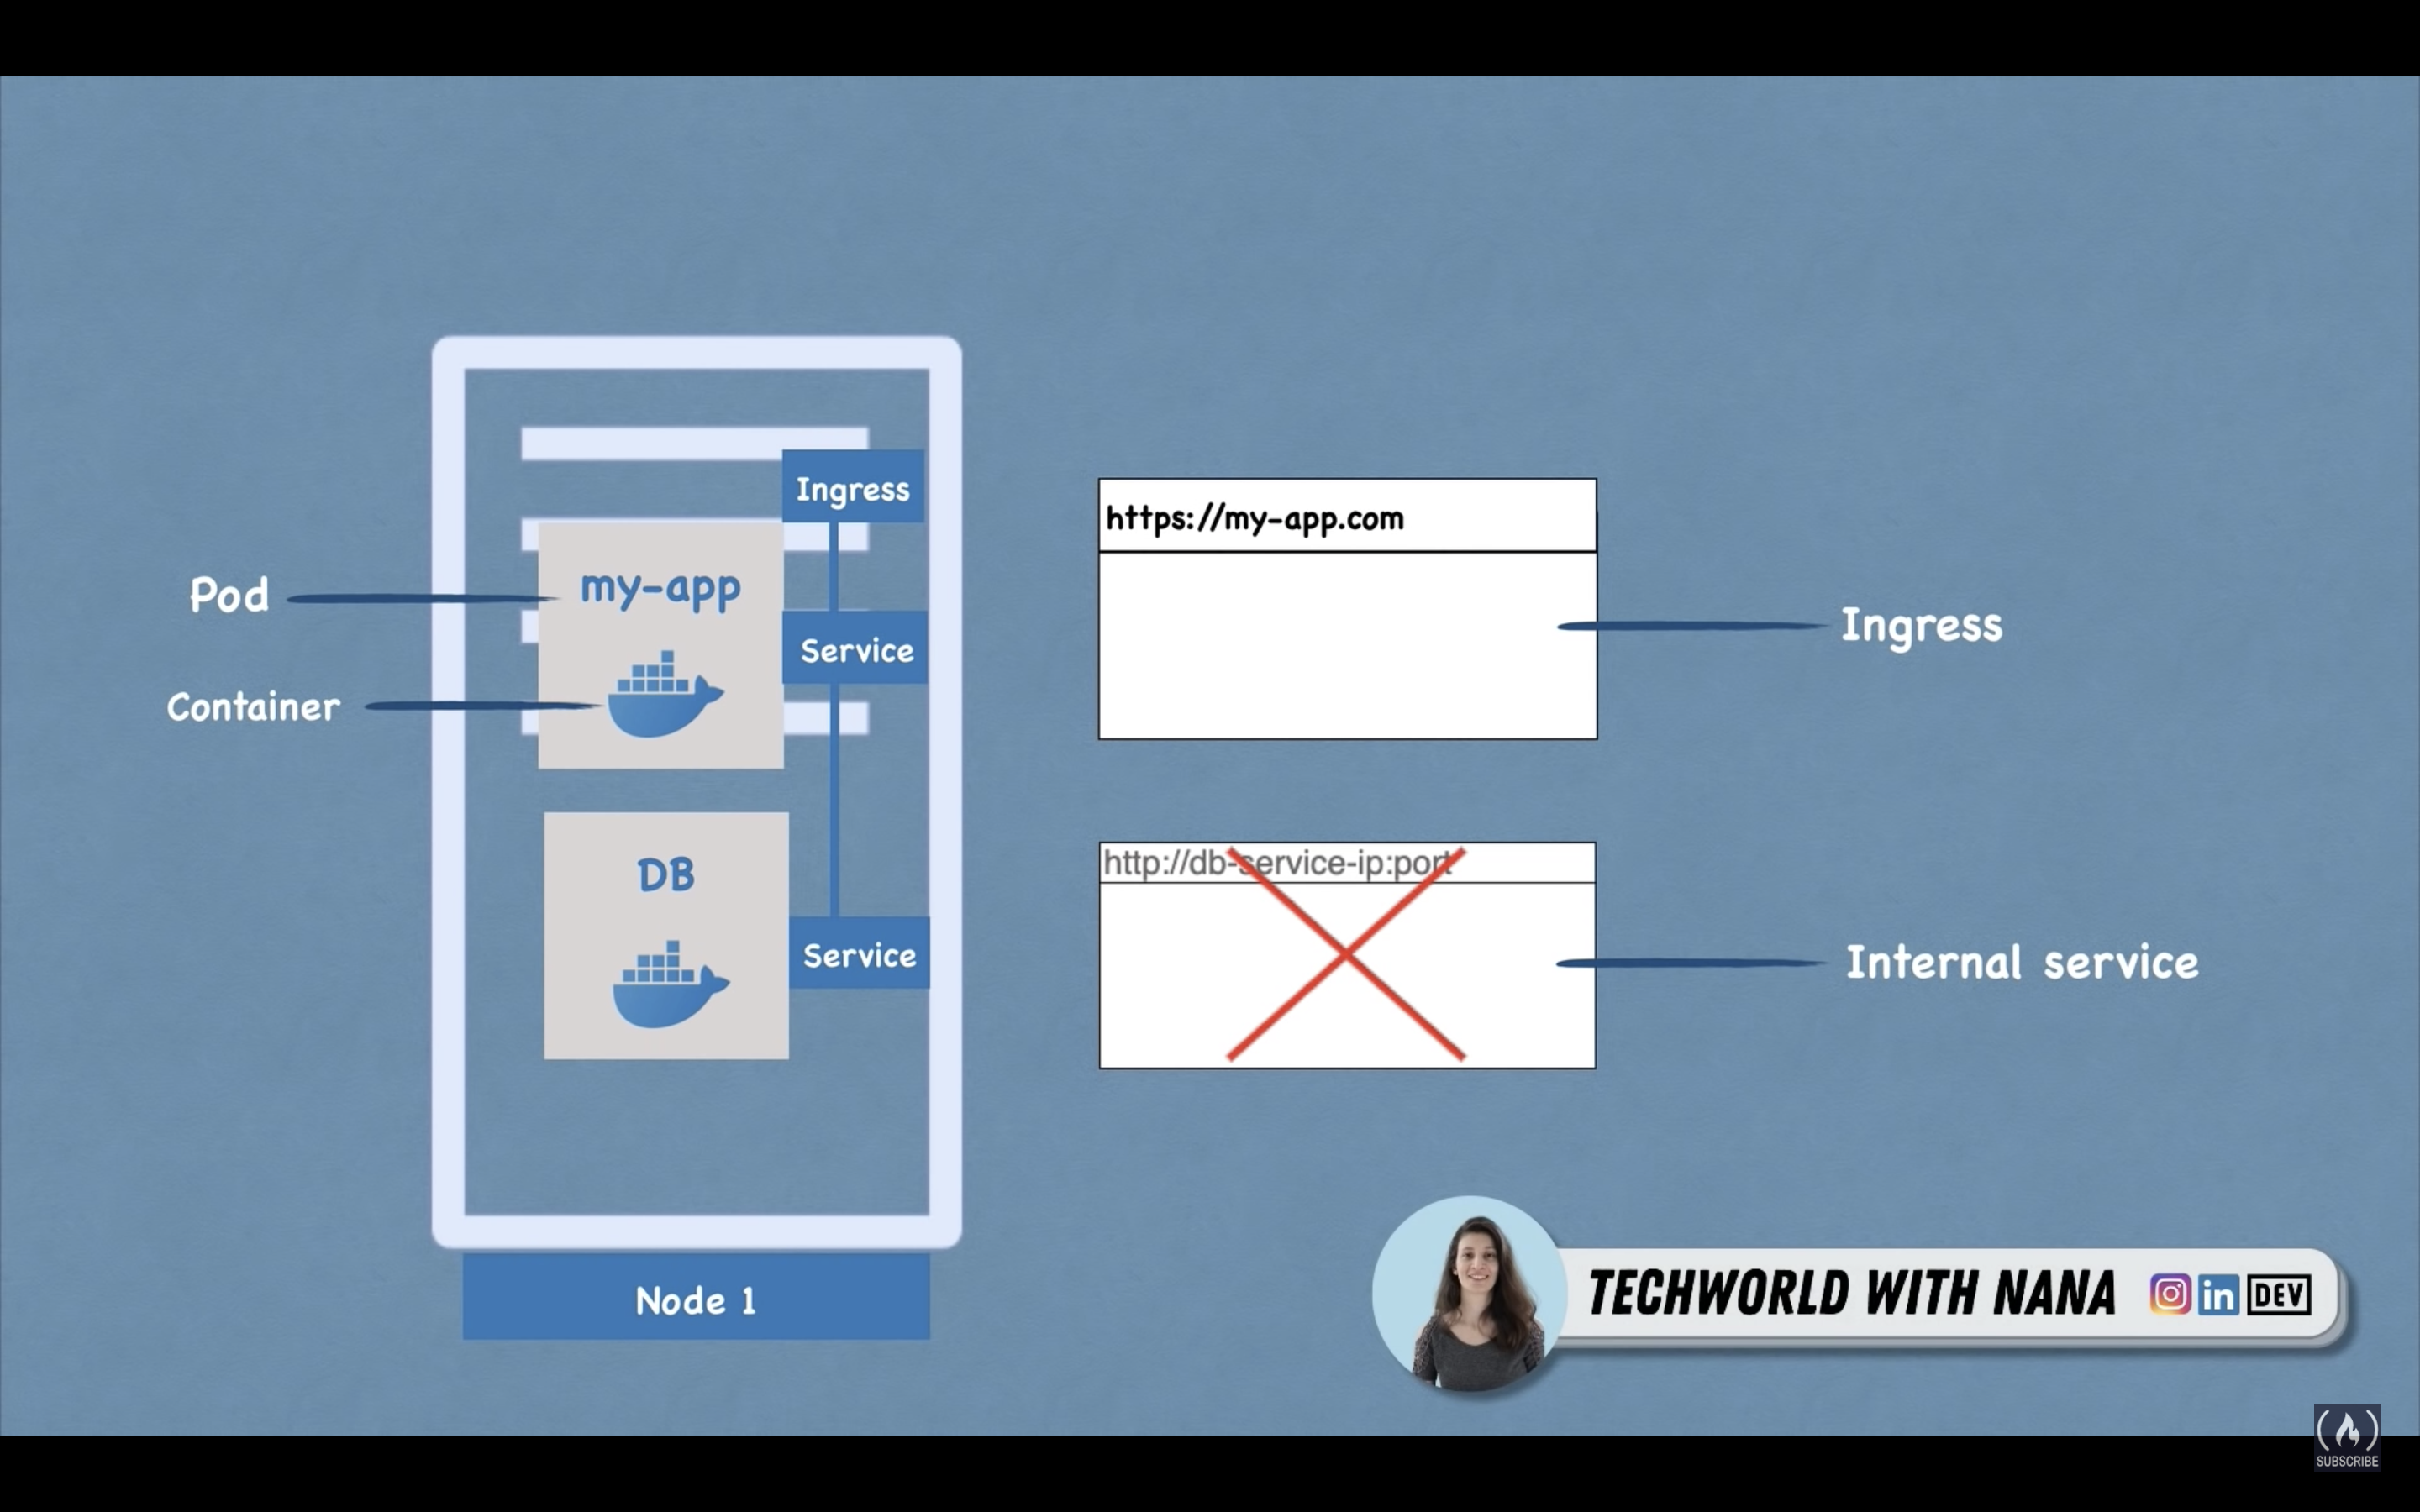 Ingress
https://my-app.com
Pod
my-app
Service
Ingress
Container
DB
http://db-service-ip:port
Service
Internal service
Node 1
TECHWORLD WITH NANA
in
DEV
SUBSCRIBE